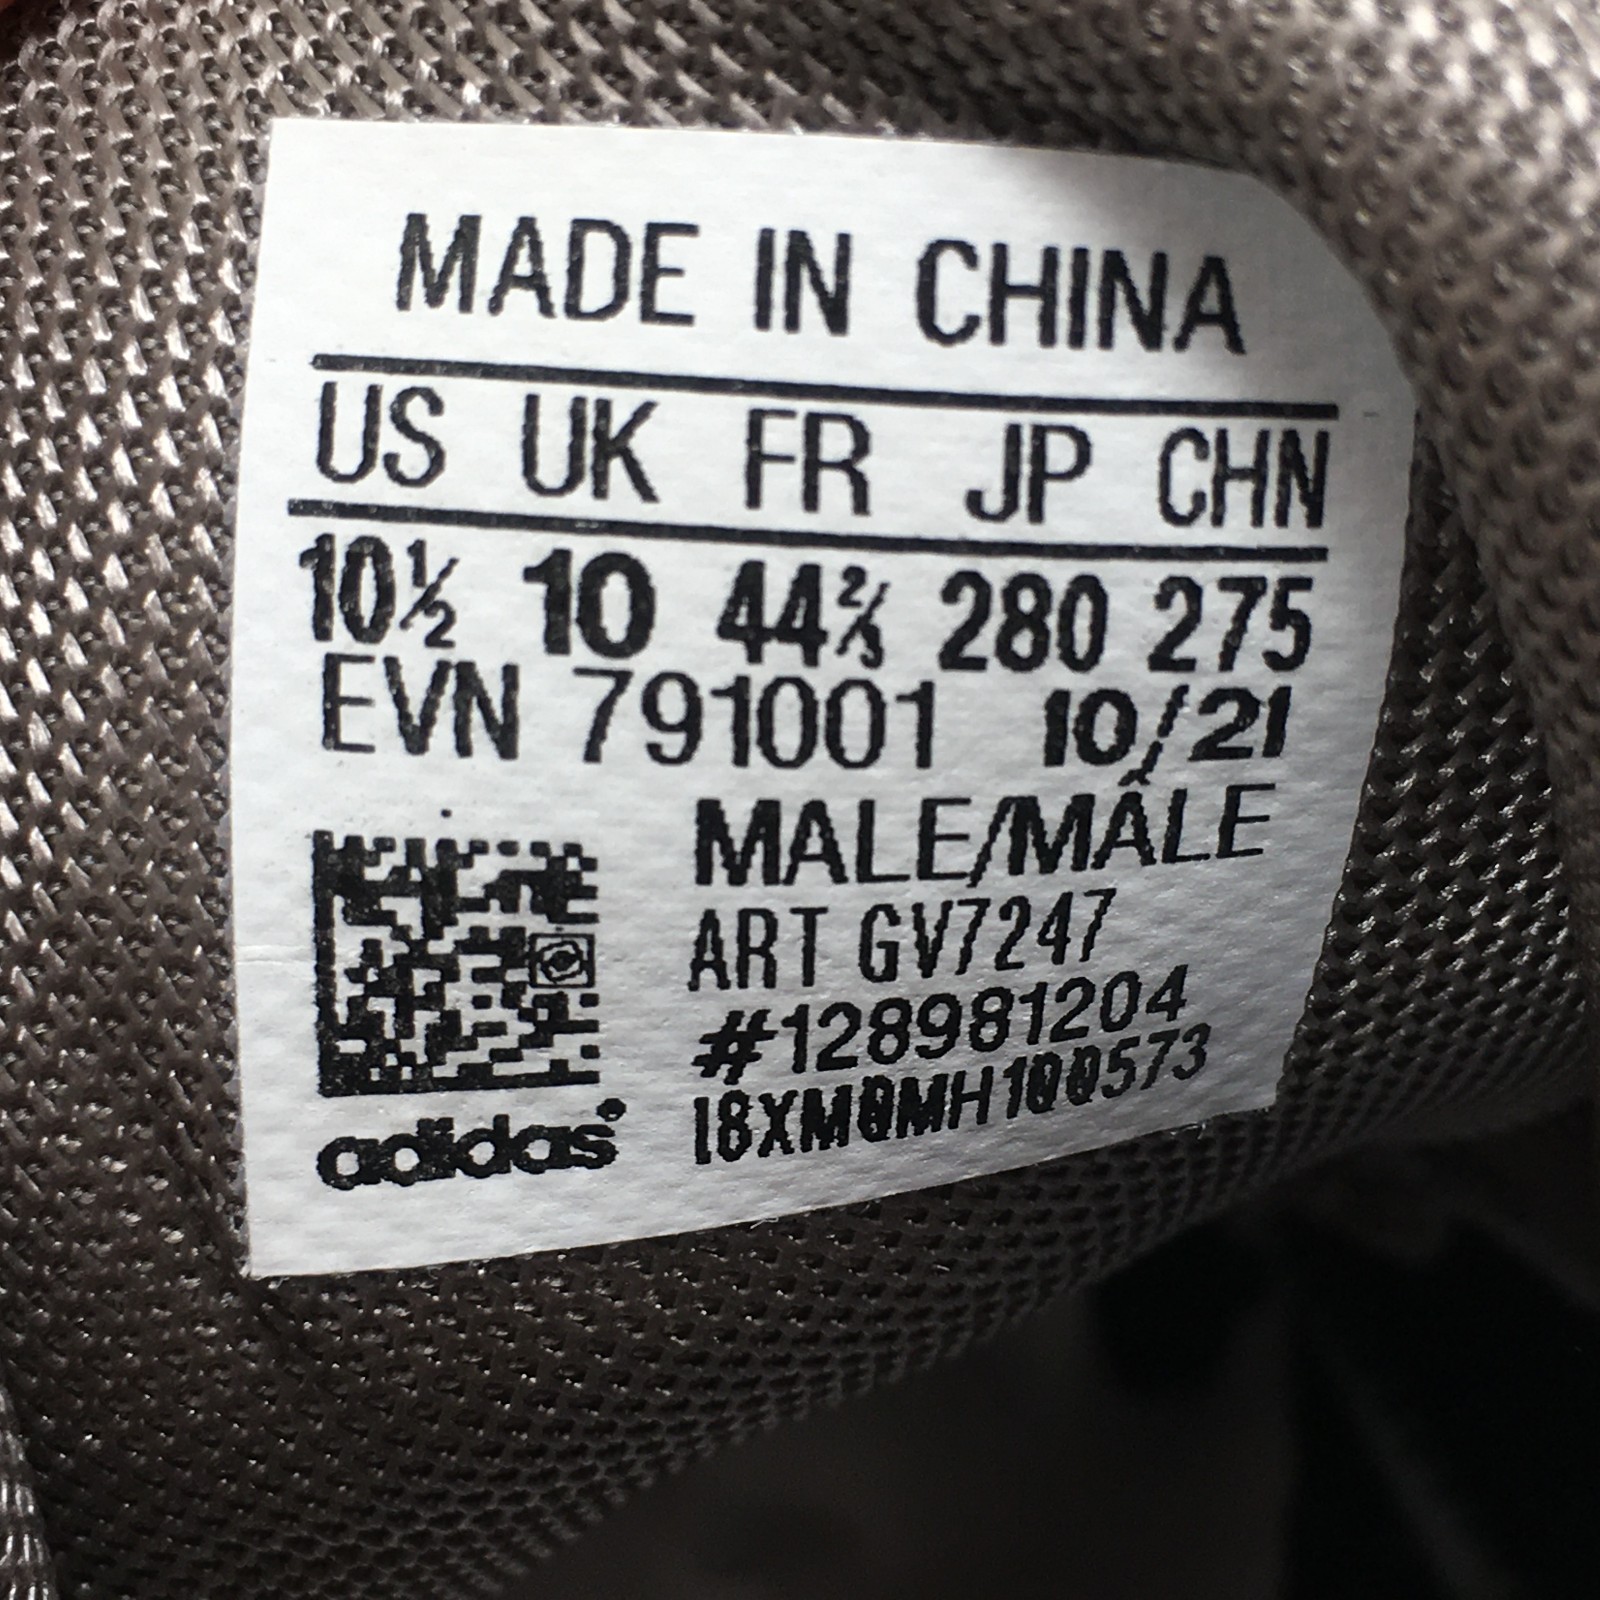 MADE IN CHINA
US UK FR JP CHN
10½ 10 44⅔ 280 275
EVN 791001 10/21
MALE/MÂLE
ART GV7247
#128981204
I8XM0MH100573
adidas®